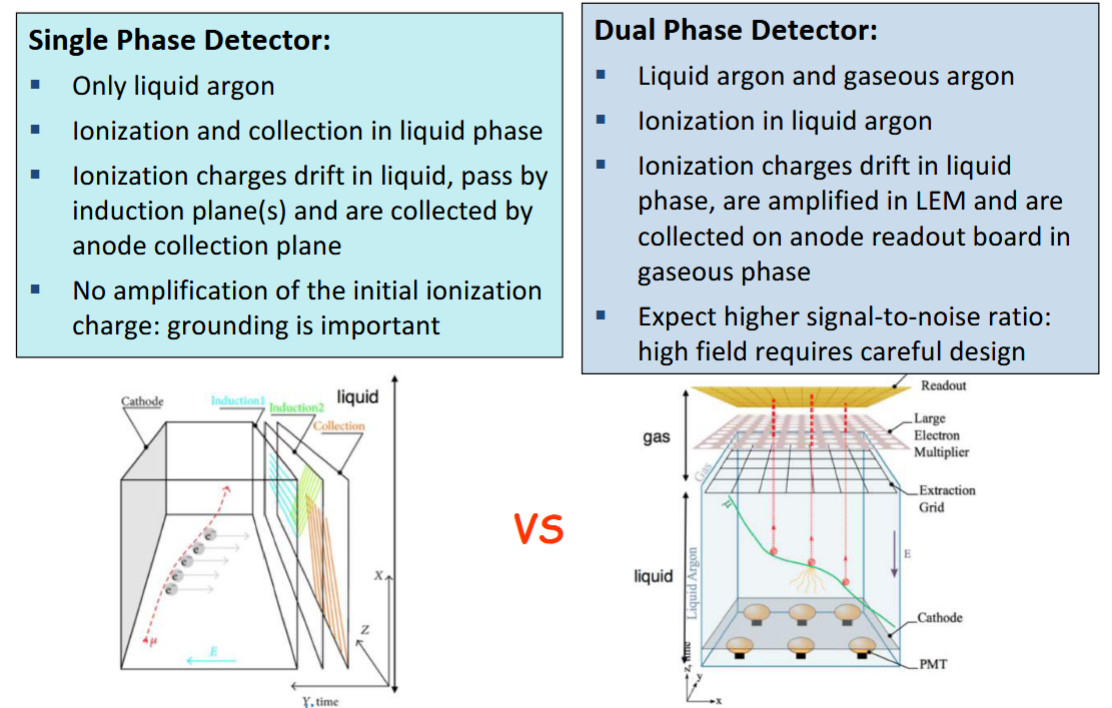 Single Phase Detector:
▪ Only liquid argon
▪ Ionization and collection in liquid phase
▪ Ionization charges drift in liquid, pass by
induction plane(s) and are collected by
anode collection plane
▪ No amplification of the initial ionization
charge: grounding is important
Dual Phase Detector:
▪ Liquid argon and gaseous argon
▪ Ionization in liquid argon
▪ Ionization charges drift in liquid
phase, are amplified in LEM and are
collected on anode readout board in
gaseous phase
▪ Expect higher signal-to-noise ratio:
high field requires careful design
Cathode
Induction1
Induction2
Collection
liquid
e
e
e
e
e
μ
E
X
Z
Y, time
vs
Readout
Large
Electron
Multiplier
gas
Gas
Extraction
Grid
μ
E
liquid
Liquid Argon
Cathode
PMT
z, time
y
x